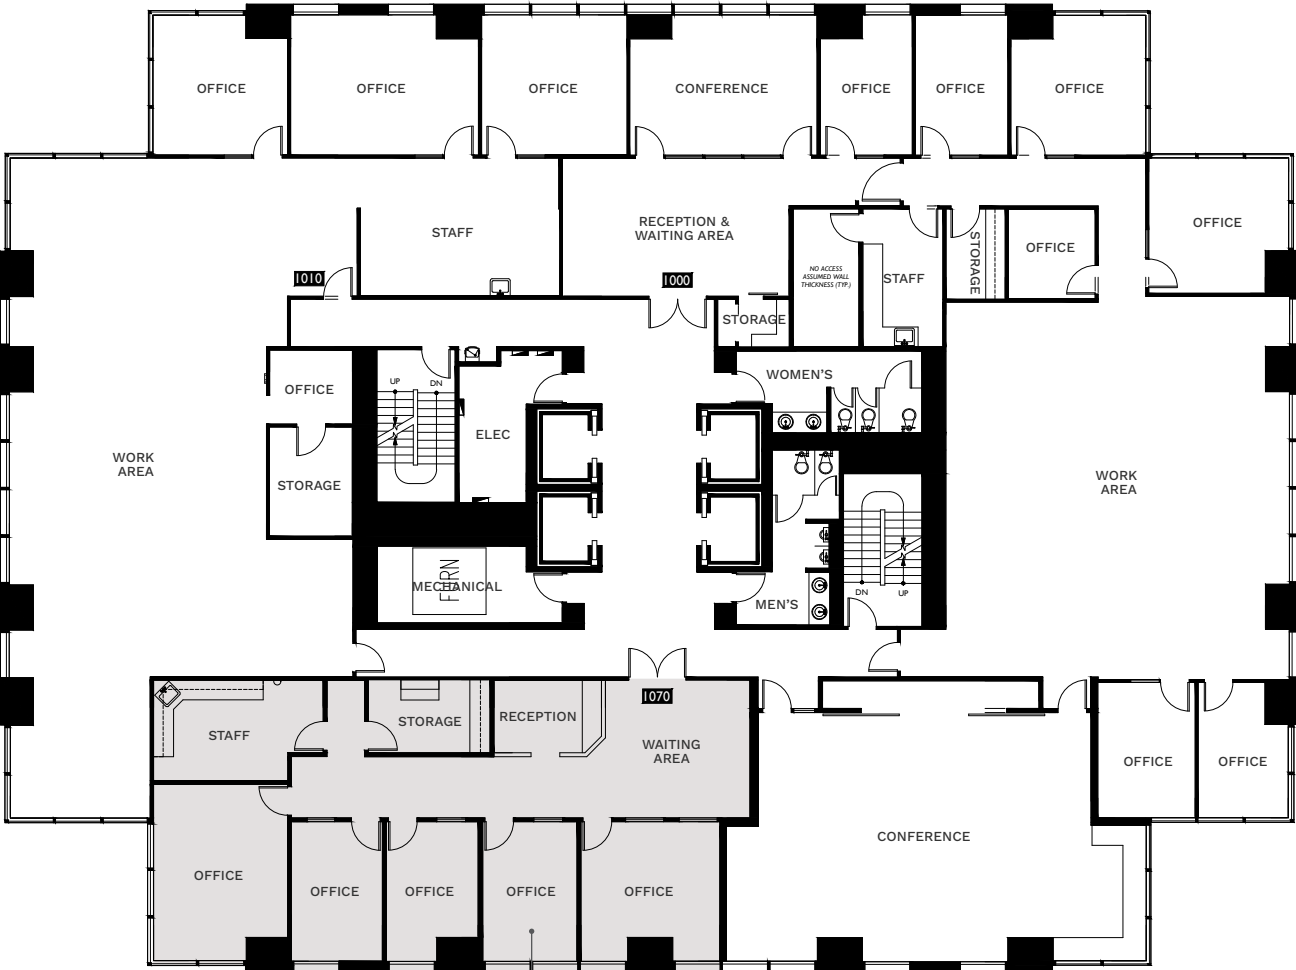 OFFICE
OFFICE
OFFICE
CONFERENCE
OFFICE
OFFICE
OFFICE
STAFF
RECEPTION &
WAITING AREA
OFFICE
STORAGE
OFFICE
1010
1000
NO ACCESS
ASSUMED WALL
THICKNESS (TYP.)
STAFF
STORAGE
WOMEN'S
UP
DN
OFFICE
ELEC
WORK
AREA
STORAGE
WORK
AREA
FURN
MECHANICAL
MEN'S
DN
UP
1070
STAFF
STORAGE
RECEPTION
WAITING
AREA
OFFICE
OFFICE
CONFERENCE
OFFICE
OFFICE
OFFICE
OFFICE
OFFICE